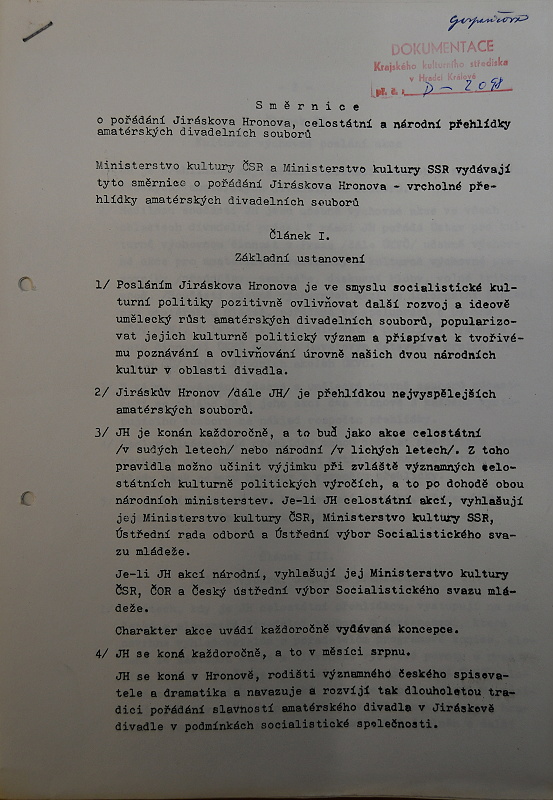 DOKUMENTACE
Krajského kulturního střediska
v Hradci Králové
př. č. D - 2098
S m ě r n i c e
o pořádání Jiráskova Hronova, celostátní a národní přehlídky
amatérských divadelních souborů
Ministerstvo kultury ČSR a Ministerstvo kultury SSR vydávají
tyto směrnice o pořádání Jiráskova Hronova - vrcholné pře-
hlídky amatérských divadelních souborů
Článek I.
Základní ustanovení
1/ Posláním Jiráskova Hronova je ve smyslu socialistické kul-
turní politiky pozitivně ovlivňovat další rozvoj a ideově
umělecký růst amatérských divadelních souborů, popularizo-
vat jejich kulturně politický význam a přispívat k tvořivé-
mu poznávání a ovlivňování úrovně našich dvou národních
kultur v oblasti divadla.
2/ Jiráskův Hronov /dále JH/ je přehlídkou nejvyspělejších
amatérských souborů.
3/ JH je konán každoročně, a to buď jako akce celostátní
/v sudých letech/ nebo národní /v lichých letech/. Z toho
pravidla možno učinit výjimku při zvláště významných celo-
státních kulturně politických výročích, a to po dohodě obou
národních ministerstev. Je-li JH celostátní akcí, vyhlašují
jej Ministerstvo kultury ČSR, Ministerstvo kultury SSR,
Ústřední rada odborů a Ústřední výbor Socialistického sva-
zu mládeže.
Je-li JH akcí národní, vyhlašují jej Ministerstvo kultury
ČSR, ČOR a Český ústřední výbor Socialistického svazu mlá-
deže.
Charakter akce uvádí každoročně vydávaná koncepce.
4/ JH se koná každoročně, a to v měsíci srpnu.
JH se koná v Hronově, rodišti významného českého spisova-
tele a dramatika a navazuje a rozvíjí tak dlouholetou tra-
dici pořádání slavností amatérského divadla v Jiráskově
divadle v podmínkách socialistické společnosti.